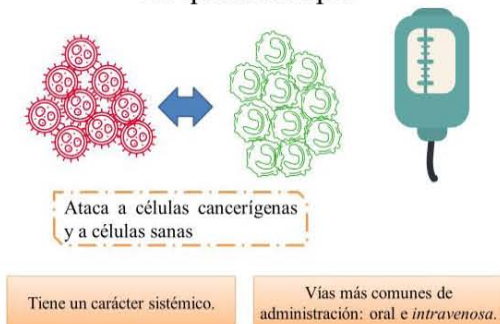 Ataca a células cancerígenas
y a células sanas
Tiene un carácter sistémico.
Vías más comunes de
administración: oral e intravenosa.